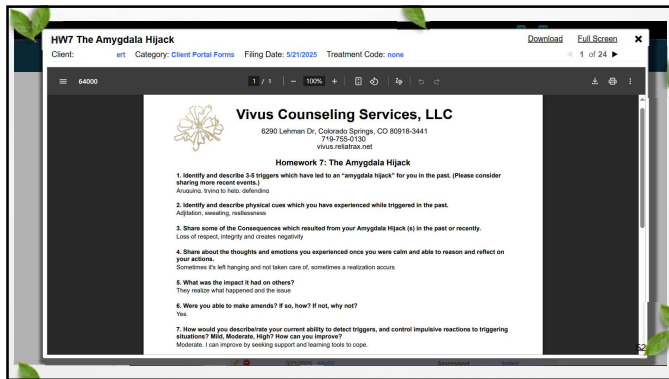 HW7 The Amygdala Hijack
Download Full Screen ×
Client: ert Category: Client Portal Forms Filing Date: 5/21/2025 Treatment Code: none
1 of 24
64000 1 / 1 100%
Vivus Counseling Services, LLC
6290 Lehman Dr, Colorado Springs, CO 80918-3441
719-755-0130
vivus.reliatrax.net
Homework 7: The Amygdala Hijack
1. Identify and describe 3-5 triggers which have led to an "amygdala hijack" for you in the past. (Please consider
sharing more recent events.)
Aruguing, trying to help, defending
2. Identify and describe physical cues which you have experienced while triggered in the past.
Adjitation, sweating, restlessness
3. Share some of the Consequences which resulted from your Amygdala Hijack (s) in the past or recently.
Loss of respect, integrity and creates negativity
4. Share about the thoughts and emotions you experienced once you were calm and able to reason and reflect on
your actions.
Sometimes it's left hanging and not taken care of, sometimes a realization accurs
5. What was the impact it had on others?
They realize what happened and the issue
6. Were you able to make amends? If so, how? If not, why not?
Yes.
7. How would you describe/rate your current ability to detect triggers, and control impulsive reactions to triggering
situations? Mild, Moderate, High? How can you improve?
Moderate. I can improve by seeking support and learning tools to cope.
52